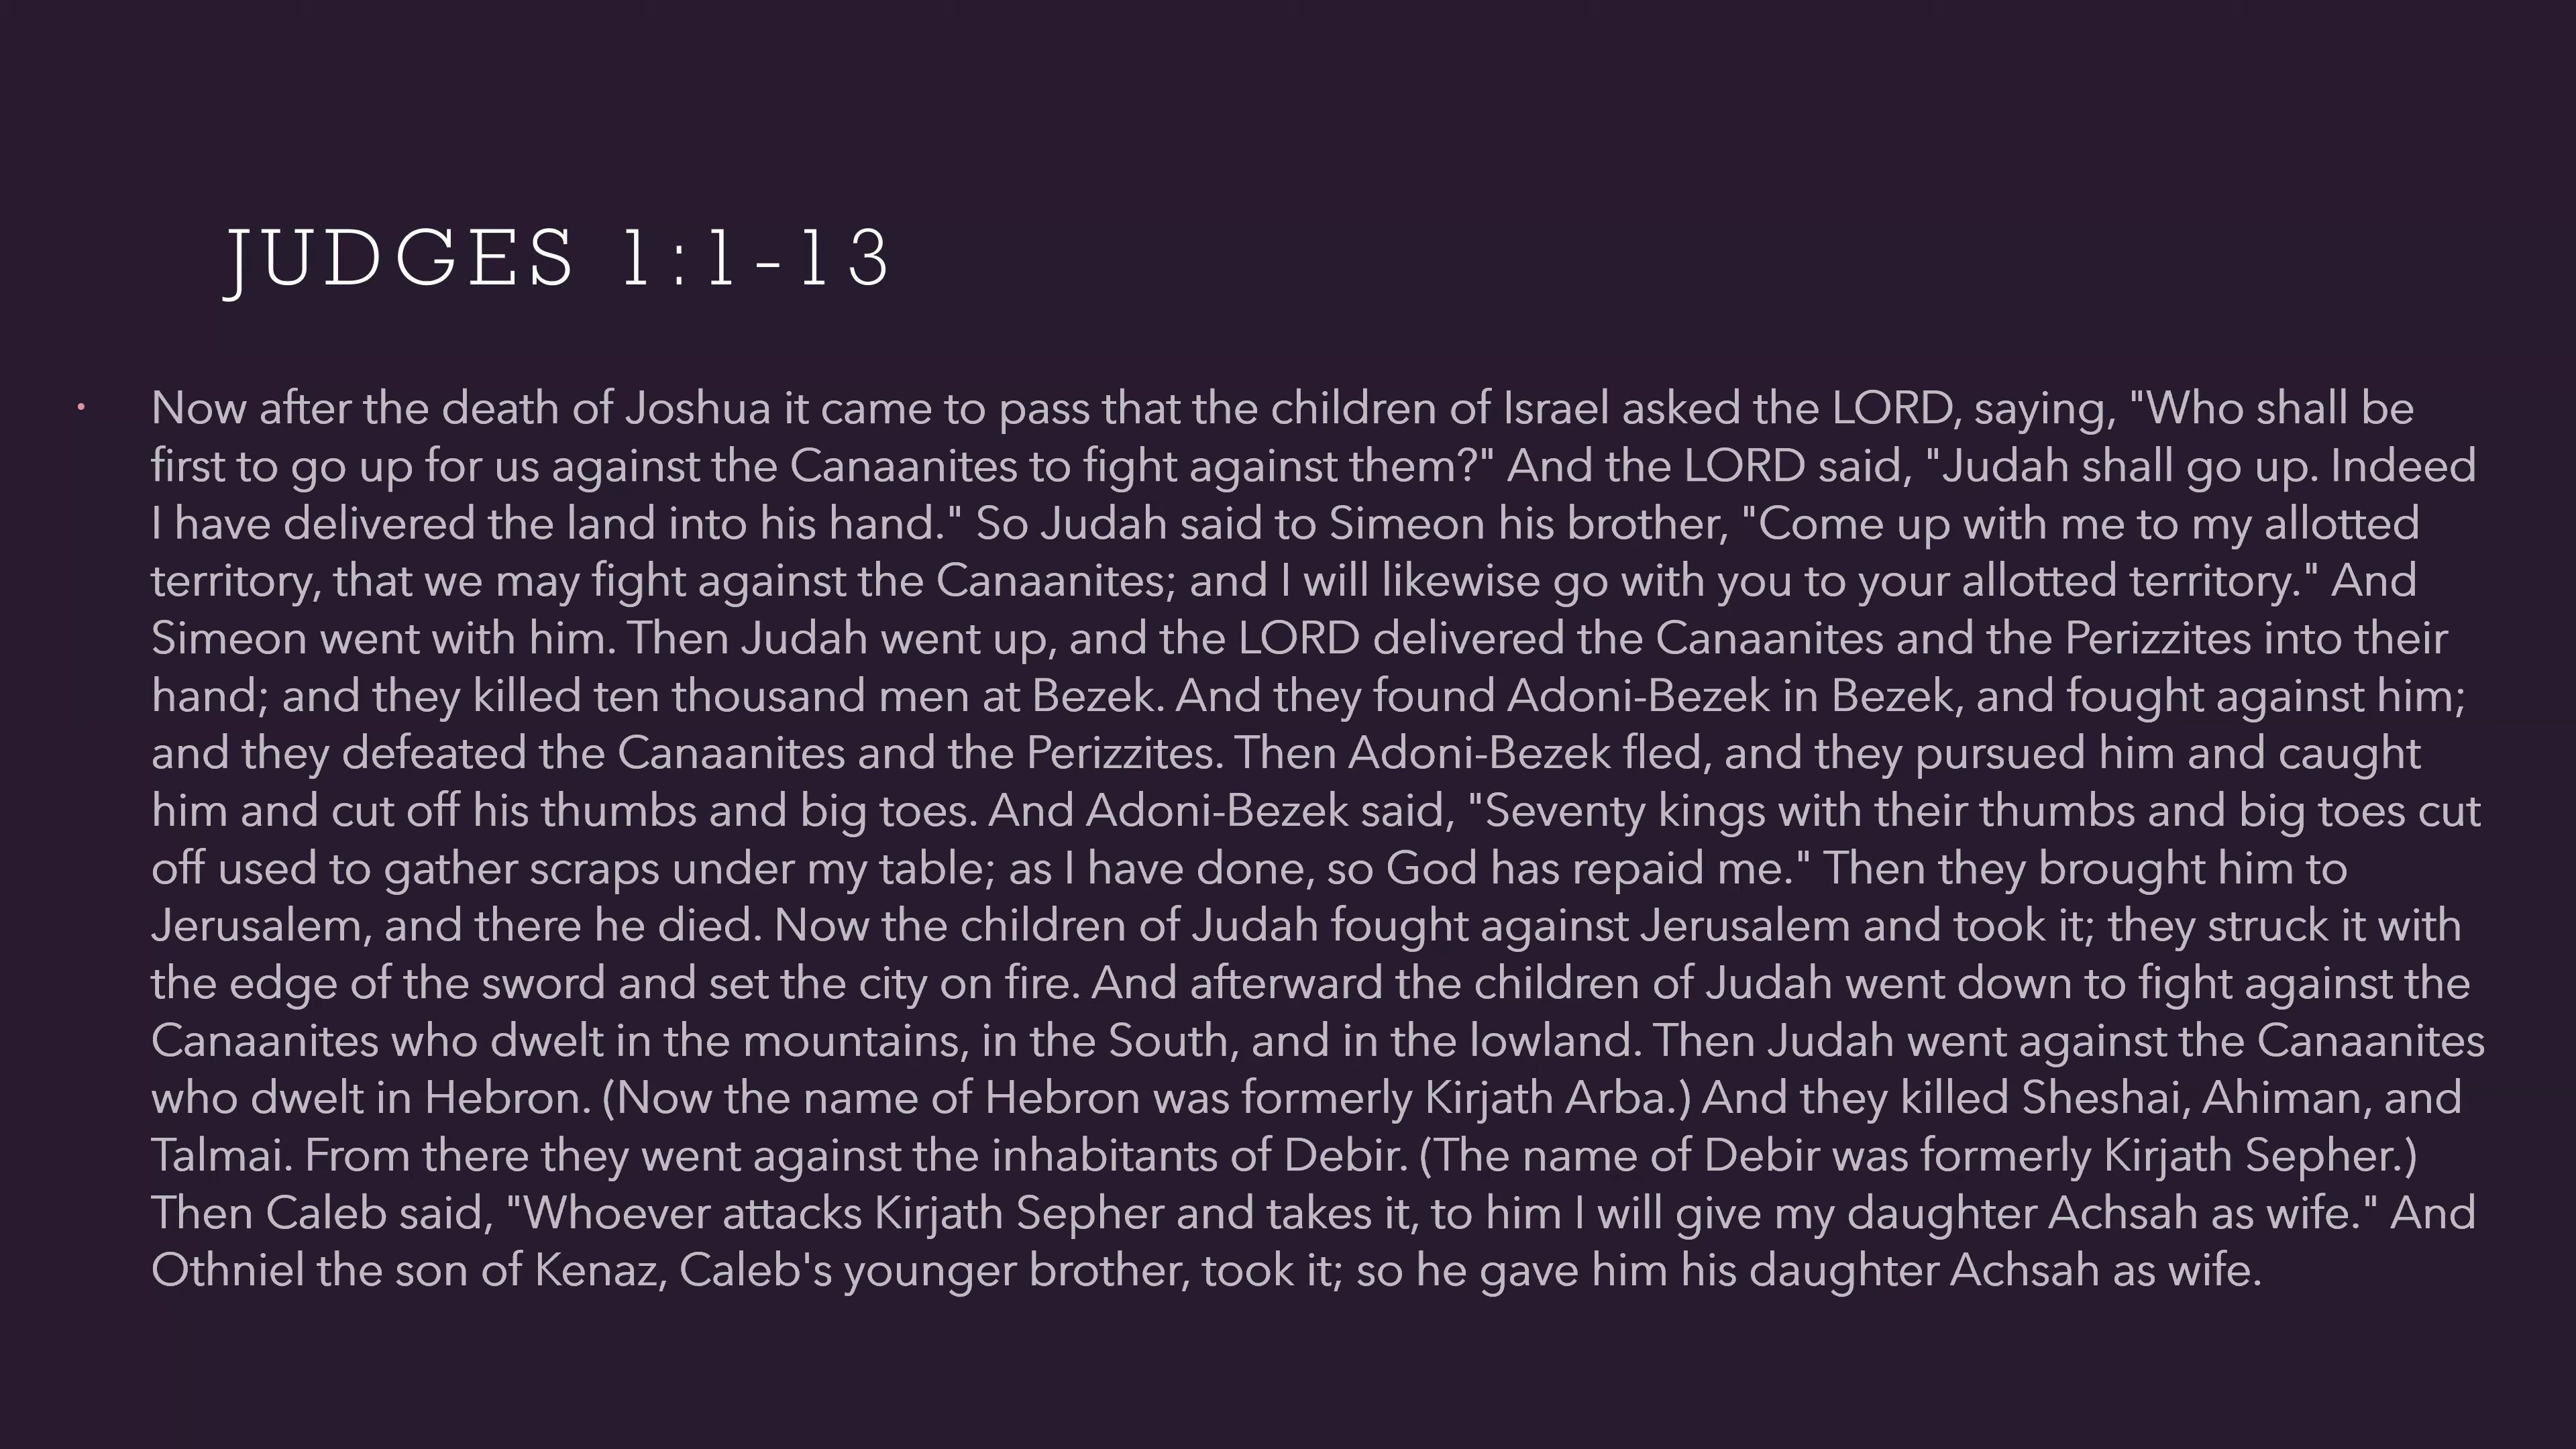 JUDGES 1:1-13
• Now after the death of Joshua it came to pass that the children of Israel asked the LORD, saying, "Who shall be
first to go up for us against the Canaanites to fight against them?" And the LORD said, "Judah shall go up. Indeed
I have delivered the land into his hand." So Judah said to Simeon his brother, "Come up with me to my allotted
territory, that we may fight against the Canaanites; and I will likewise go with you to your allotted territory." And
Simeon went with him. Then Judah went up, and the LORD delivered the Canaanites and the Perizzites into their
hand; and they killed ten thousand men at Bezek. And they found Adoni-Bezek in Bezek, and fought against him;
and they defeated the Canaanites and the Perizzites. Then Adoni-Bezek fled, and they pursued him and caught
him and cut off his thumbs and big toes. And Adoni-Bezek said, "Seventy kings with their thumbs and big toes cut
off used to gather scraps under my table; as I have done, so God has repaid me." Then they brought him to
Jerusalem, and there he died. Now the children of Judah fought against Jerusalem and took it; they struck it with
the edge of the sword and set the city on fire. And afterward the children of Judah went down to fight against the
Canaanites who dwelt in the mountains, in the South, and in the lowland. Then Judah went against the Canaanites
who dwelt in Hebron. (Now the name of Hebron was formerly Kirjath Arba.) And they killed Sheshai, Ahiman, and
Talmai. From there they went against the inhabitants of Debir. (The name of Debir was formerly Kirjath Sepher.)
Then Caleb said, "Whoever attacks Kirjath Sepher and takes it, to him I will give my daughter Achsah as wife." And
Othniel the son of Kenaz, Caleb's younger brother, took it; so he gave him his daughter Achsah as wife.